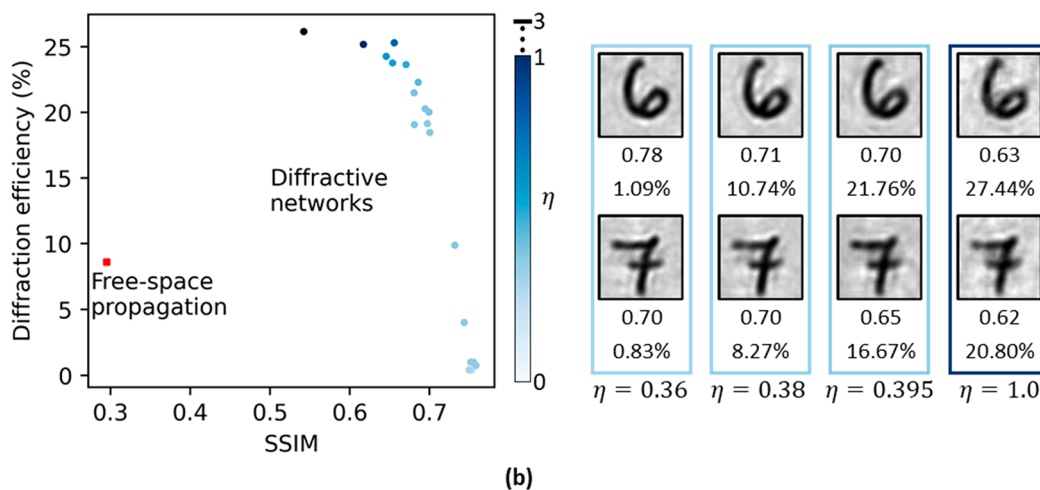 Diffraction efficiency (%)
25
20
15
10
5
0
0.3 0.4 0.5 0.6 0.7
SSIM
Diffractive
networks
Free-space
propagation
3
1
η
0
0.78 0.71 0.70 0.63
1.09% 10.74% 21.76% 27.44%
0.70 0.70 0.65 0.62
0.83% 8.27% 16.67% 20.80%
η = 0.36 η = 0.38 η = 0.395 η = 1.0
(b)